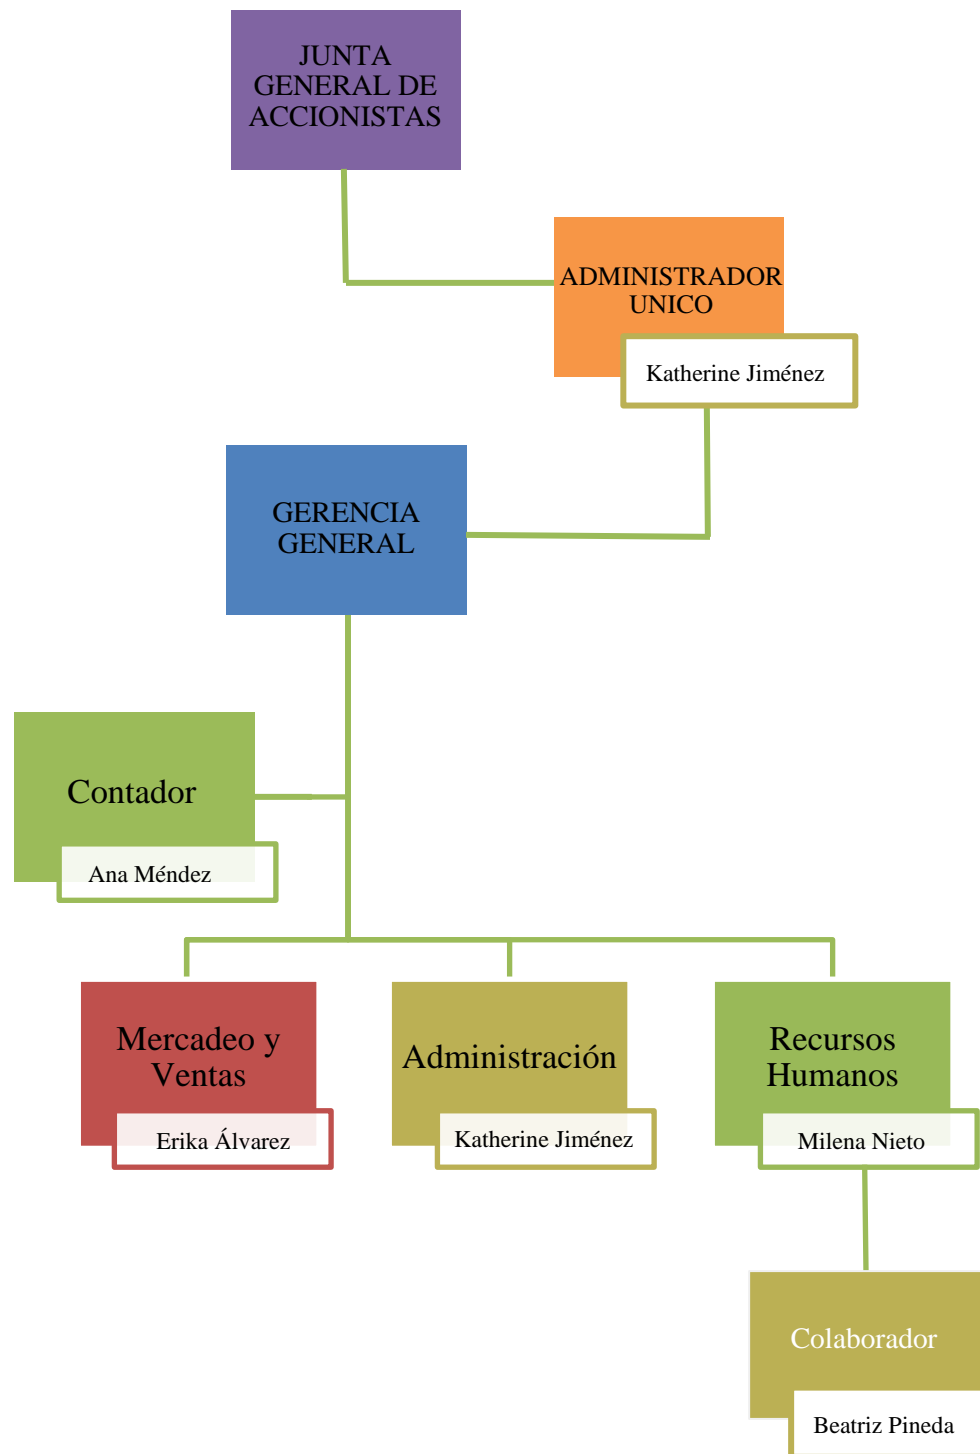 JUNTA
GENERAL DE
ACCIONISTAS
ADMINISTRADOR
UNICO
Katherine Jiménez
GERENCIA
GENERAL
Contador
Ana Méndez
Mercadeo y
Ventas
Erika Álvarez
Administración
Katherine Jiménez
Recursos
Humanos
Milena Nieto
Colaborador
Beatriz Pineda